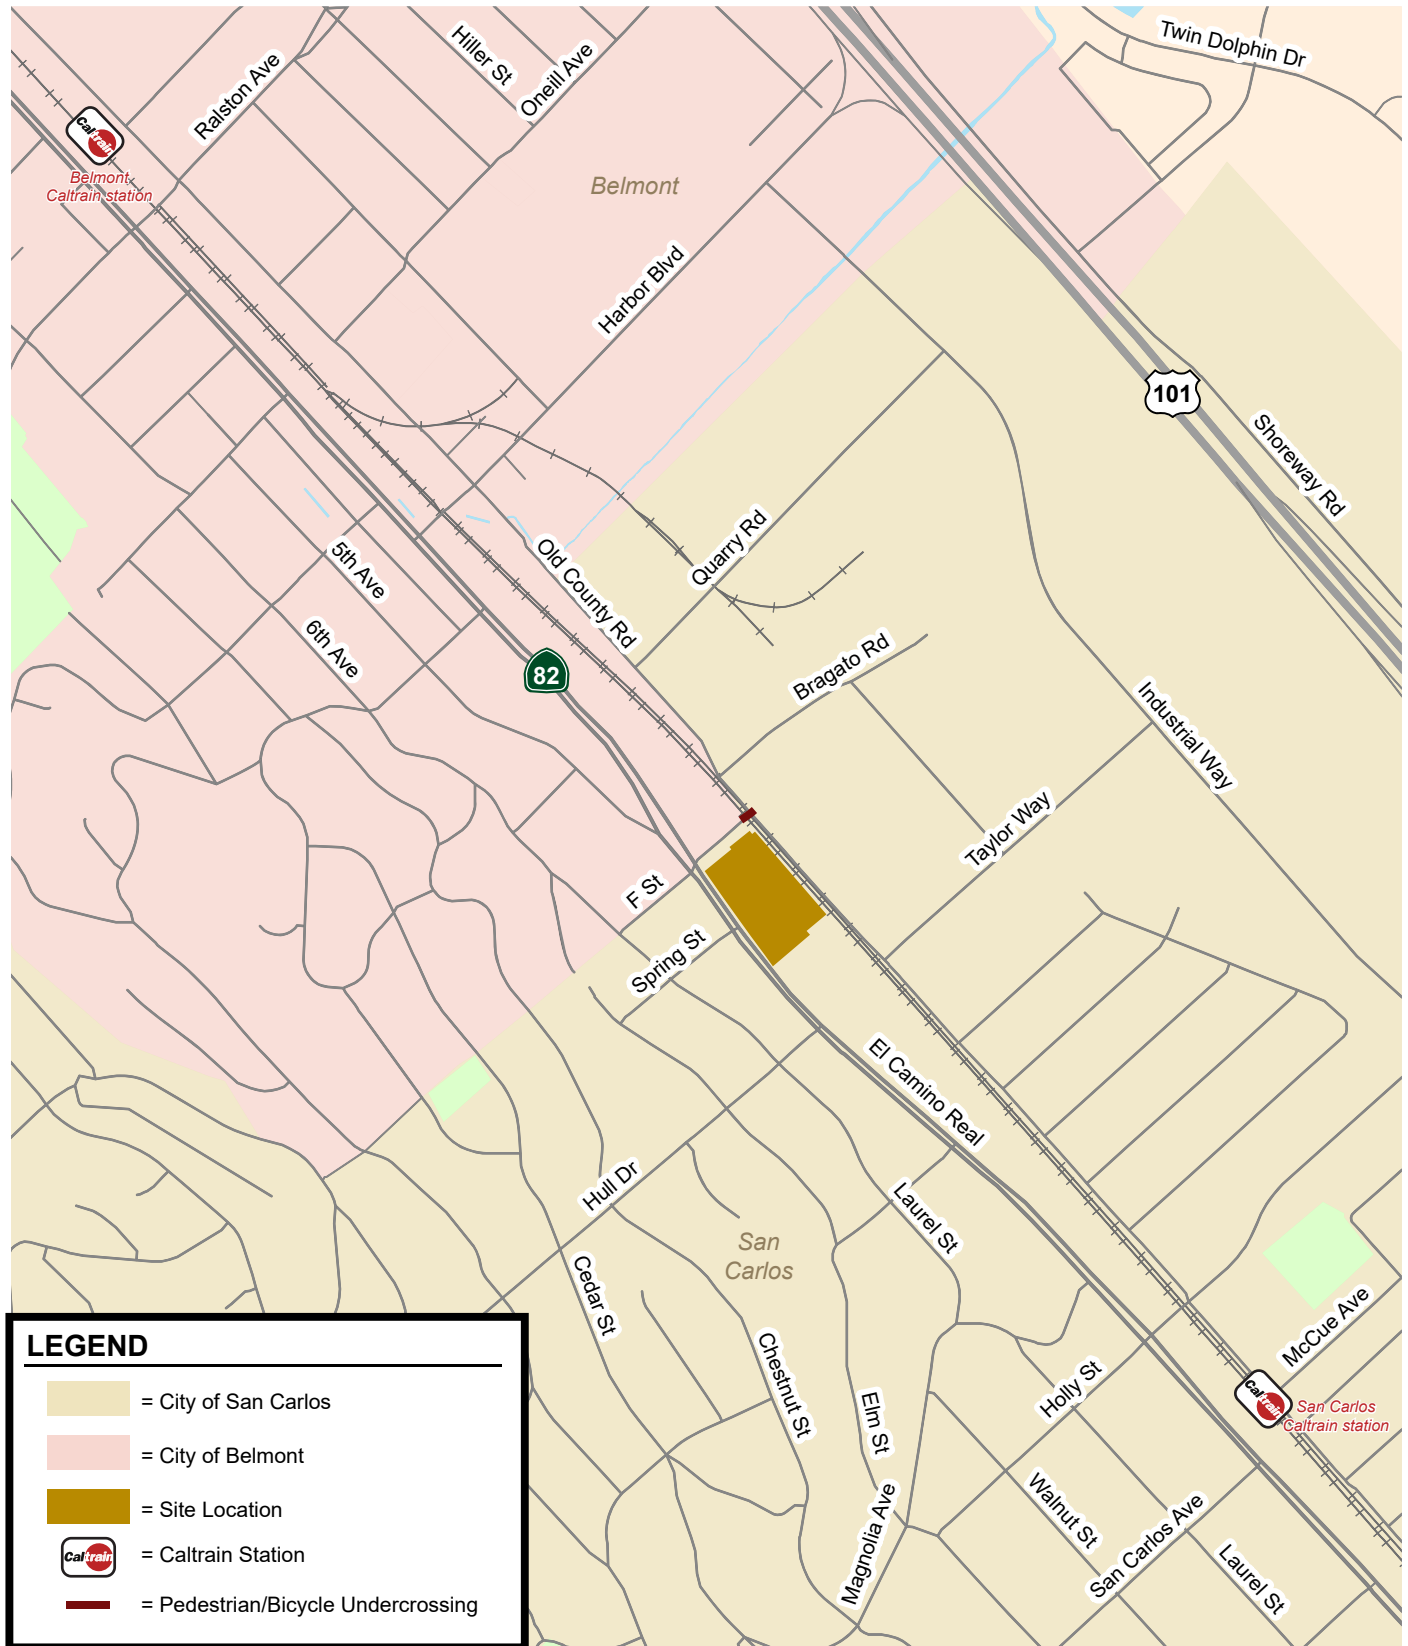 Twin Dolphin Dr
Hiller St
Oneill Ave
Ralston Ave
Caltrain
Belmont
Caltrain station
Belmont
Harbor Blvd
101
Shoreway Rd
Quarry Rd
Old County Rd
5th Ave
6th Ave
82
Bragato Rd
Industrial Way
Taylor Way
F St
Spring St
El Camino Real
Hull Dr
Laurel St
San
Carlos
Cedar St
Chestnut St
Elm St
McCue Ave
Holly St
Caltrain
San Carlos
Caltrain station
Walnut St
Magnolia Ave
San Carlos Ave
Laurel St
LEGEND
= City of San Carlos
= City of Belmont
= Site Location
Caltrain = Caltrain Station
= Pedestrian/Bicycle Undercrossing